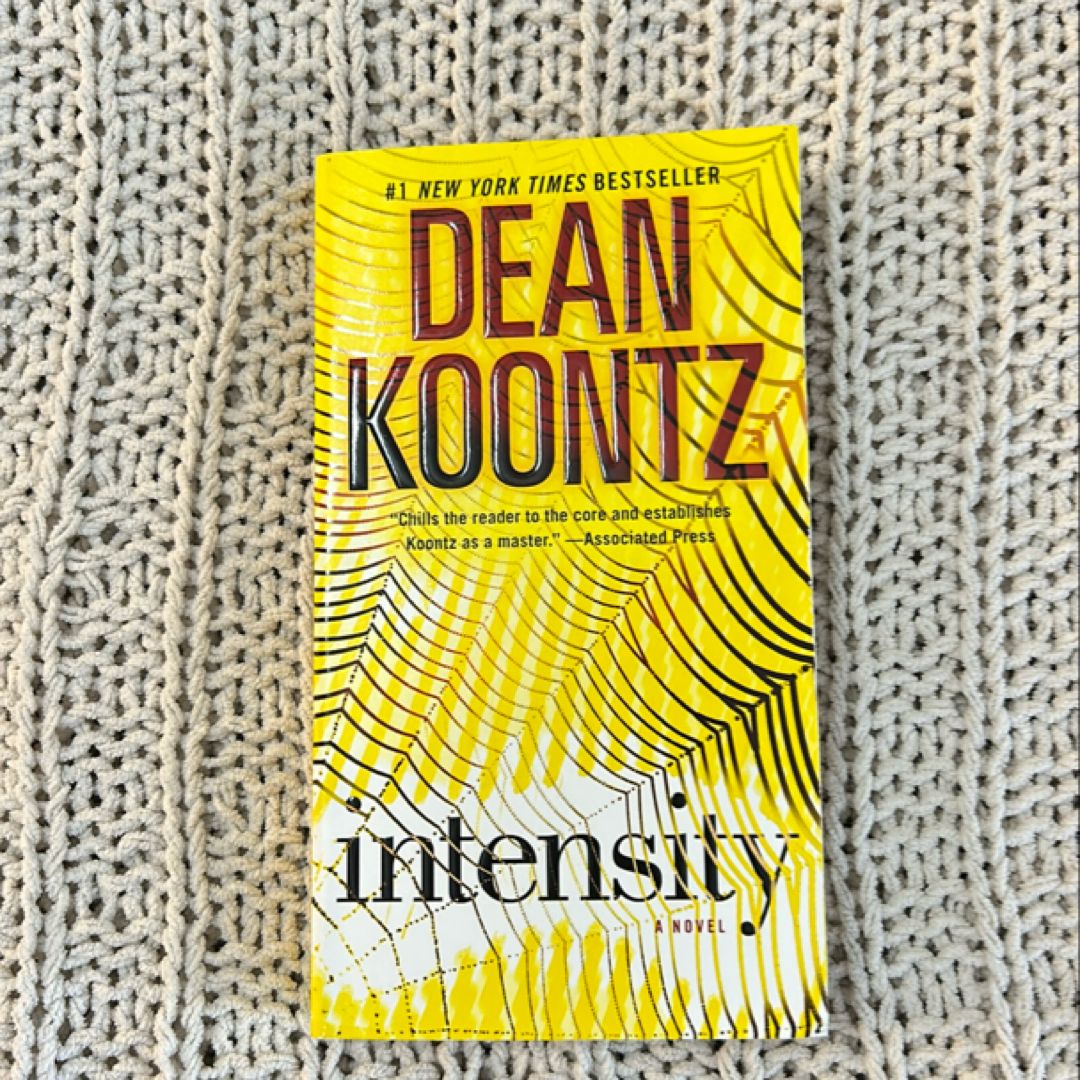 #1 NEW YORK TIMES BESTSELLER
DEAN
KOONTZ
"Chills the reader to the core and establishes
Koontz as a master." —Associated Press
intensity
A NOVEL